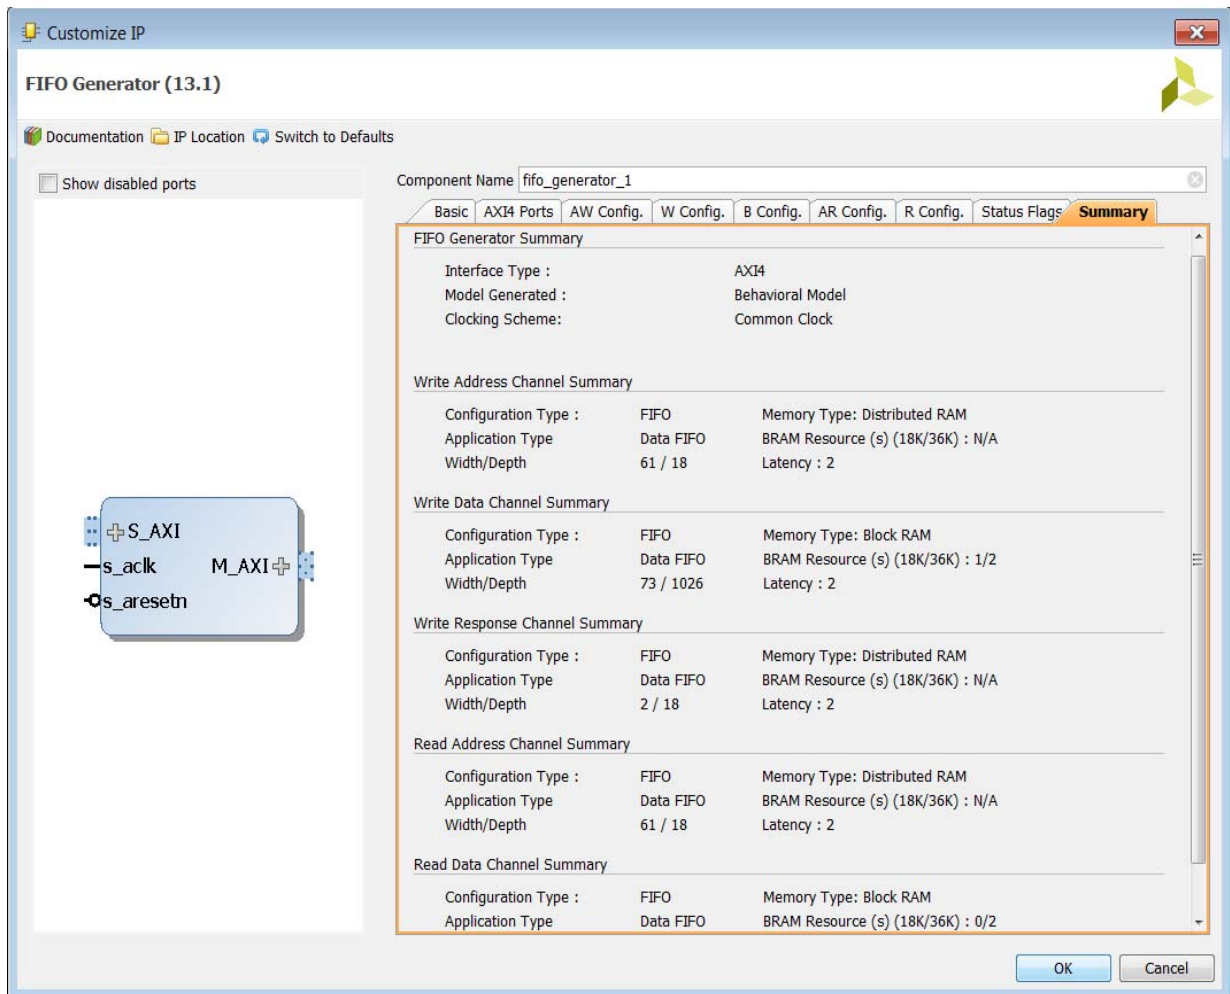 Customize IP
FIFO Generator (13.1)
Documentation IP Location Switch to Defaults
Show disabled ports
S_AXI
s_aclk M_AXI
s_aresetn
Component Name fifo_generator_1
Basic AXI4 Ports AW Config. W Config. B Config. AR Config. R Config. Status Flags Summary
FIFO Generator Summary
Interface Type : AXI4
Model Generated : Behavioral Model
Clocking Scheme: Common Clock
Write Address Channel Summary
Configuration Type : FIFO Memory Type: Distributed RAM
Application Type Data FIFO BRAM Resource (s) (18K/36K) : N/A
Width/Depth 61 / 18 Latency : 2
Write Data Channel Summary
Configuration Type : FIFO Memory Type: Block RAM
Application Type Data FIFO BRAM Resource (s) (18K/36K) : 1/2
Width/Depth 73 / 1026 Latency : 2
Write Response Channel Summary
Configuration Type : FIFO Memory Type: Distributed RAM
Application Type Data FIFO BRAM Resource (s) (18K/36K) : N/A
Width/Depth 2 / 18 Latency : 2
Read Address Channel Summary
Configuration Type : FIFO Memory Type: Distributed RAM
Application Type Data FIFO BRAM Resource (s) (18K/36K) : N/A
Width/Depth 61 / 18 Latency : 2
Read Data Channel Summary
Configuration Type : FIFO Memory Type: Block RAM
Application Type Data FIFO BRAM Resource (s) (18K/36K) : 0/2
OK Cancel